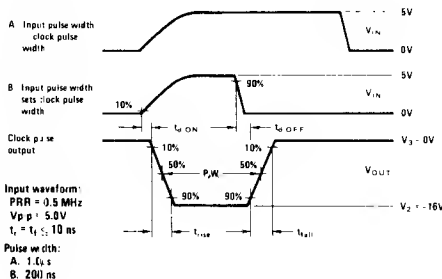 A Input pulse width
clock pulse
width
5V
VIN
0V
B Input pulse width
sets clock pulse
width
10%
90%
5V
VIN
0V
td ON
td OFF
Clock pulse
output
10%
10%
V3 - 0V
50%
P.W.
50%
VOUT
90%
90%
V2 = -16V
trise
tfall
Input waveform:
PRR = 0.5 MHz
Vp p = 5.0V
tr = tf ≤ 10 ns
Pulse width:
A. 1.0μs
B. 200 ns